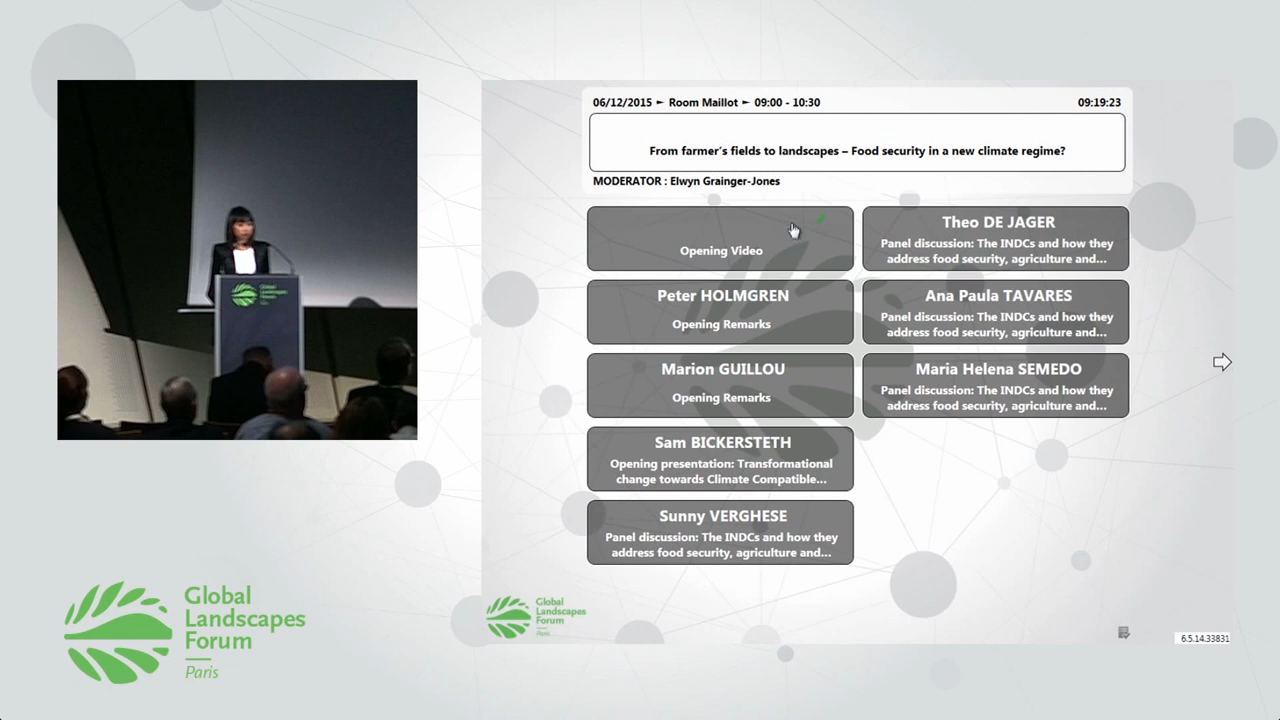 06/12/2015 ► Room Maillot ► 09:00 - 10:30
09:19:23
From farmer's fields to landscapes – Food security in a new climate regime?
MODERATOR : Elwyn Grainger-Jones
Opening Video
Peter HOLMGREN
Opening Remarks
Marion GUILLOU
Opening Remarks
Sam BICKERSTETH
Opening presentation: Transformational
change towards Climate Compatible...
Sunny VERGHESE
Panel discussion: The INDCs and how they
address food security, agriculture and...
Theo DE JAGER
Panel discussion: The INDCs and how they
address food security, agriculture and...
Ana Paula TAVARES
Panel discussion: The INDCs and how they
address food security, agriculture and...
Maria Helena SEMEDO
Panel discussion: The INDCs and how they
address food security, agriculture and...
Global
Landscapes
Forum
Paris
6.5.14.33831
Global
Landscapes
Forum
Paris